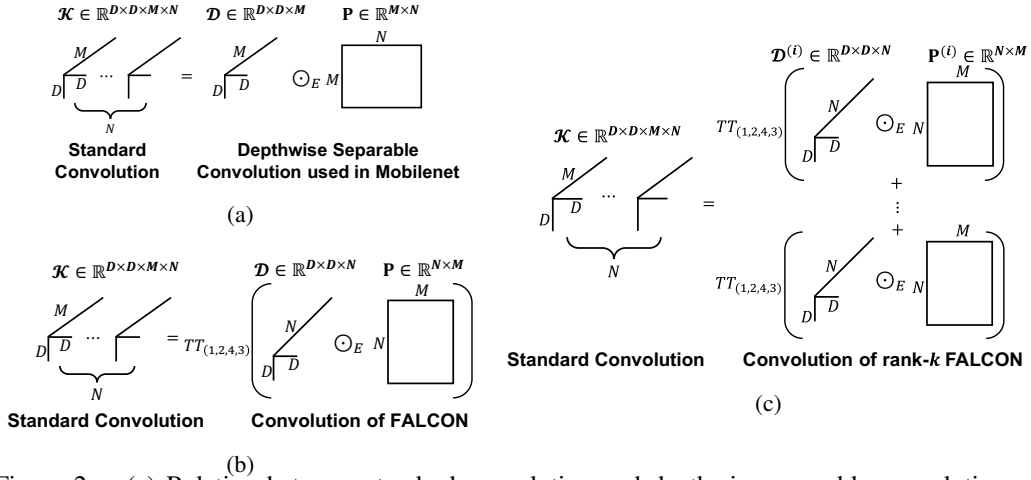 𝓚 ∈ ℝ^{D×D×M×N} 𝓓 ∈ ℝ^{D×D×M} P ∈ ℝ^{M×N}
N
M M
D D ... = D D ⊙_E M
N
Standard Convolution
Depthwise Separable Convolution used in Mobilenet
(a)
𝓚 ∈ ℝ^{D×D×M×N} 𝓓 ∈ ℝ^{D×D×N} P ∈ ℝ^{N×M}
M
M N
D D ... = TT_{(1,2,4,3)} ( D D ⊙_E N )
N
Standard Convolution
Convolution of FALCON
(b)
𝓓^{(i)} ∈ ℝ^{D×D×N} P^{(i)} ∈ ℝ^{N×M}
M
TT_{(1,2,4,3)} ( N D D ⊙_E N )
𝓚 ∈ ℝ^{D×D×M×N}
M
D D ... =
N
+
⋮
+
M
TT_{(1,2,4,3)} ( N D D ⊙_E N )
Standard Convolution
Convolution of rank-k FALCON
(c)